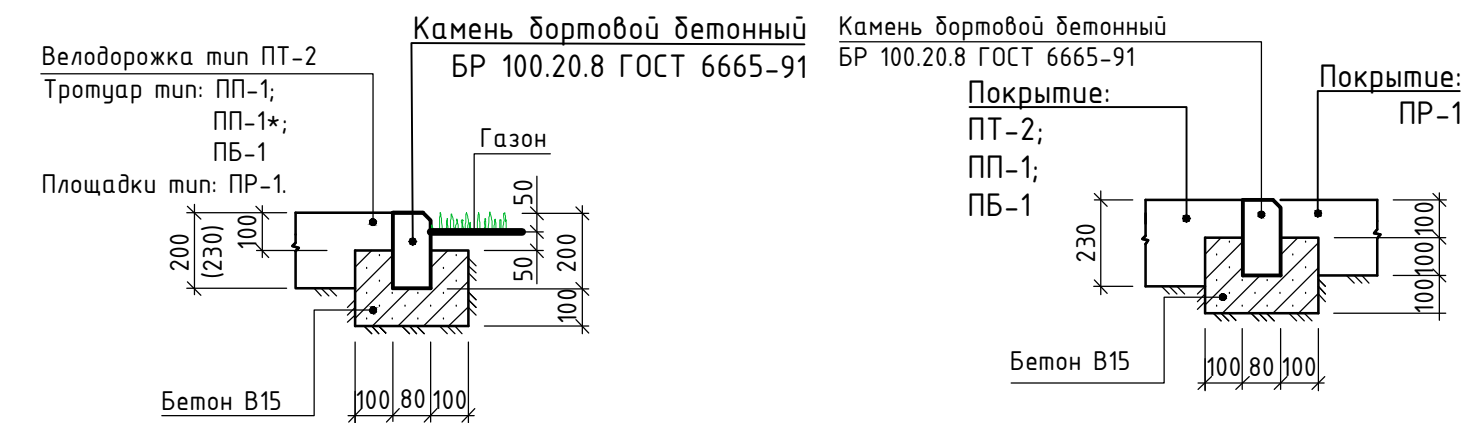 Камень бортовой бетонный
БР 100.20.8 ГОСТ 6665-91
Велодорожка тип ПТ-2
Тротуар тип: ПП-1;
ПП-1*;
ПБ-1
Площадки тип: ПР-1.
Газон
200
(230)
100
50
50
200
100
Бетон В15
100 80 100
Камень бортовой бетонный
БР 100.20.8 ГОСТ 6665-91
Покрытие:
ПТ-2;
ПП-1;
ПБ-1
Покрытие:
ПР-1
230
100
100
100
Бетон В15
100 80 100